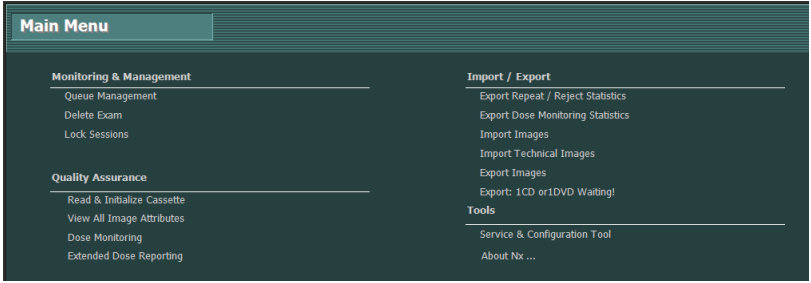 Main Menu
Monitoring & Management
Queue Management
Delete Exam
Lock Sessions
Quality Assurance
Read & Initialize Cassette
View All Image Attributes
Dose Monitoring
Extended Dose Reporting
Import / Export
Export Repeat / Reject Statistics
Export Dose Monitoring Statistics
Import Images
Import Technical Images
Export Images
Export: 1CD or1DVD Waiting!
Tools
Service & Configuration Tool
About Nx ...